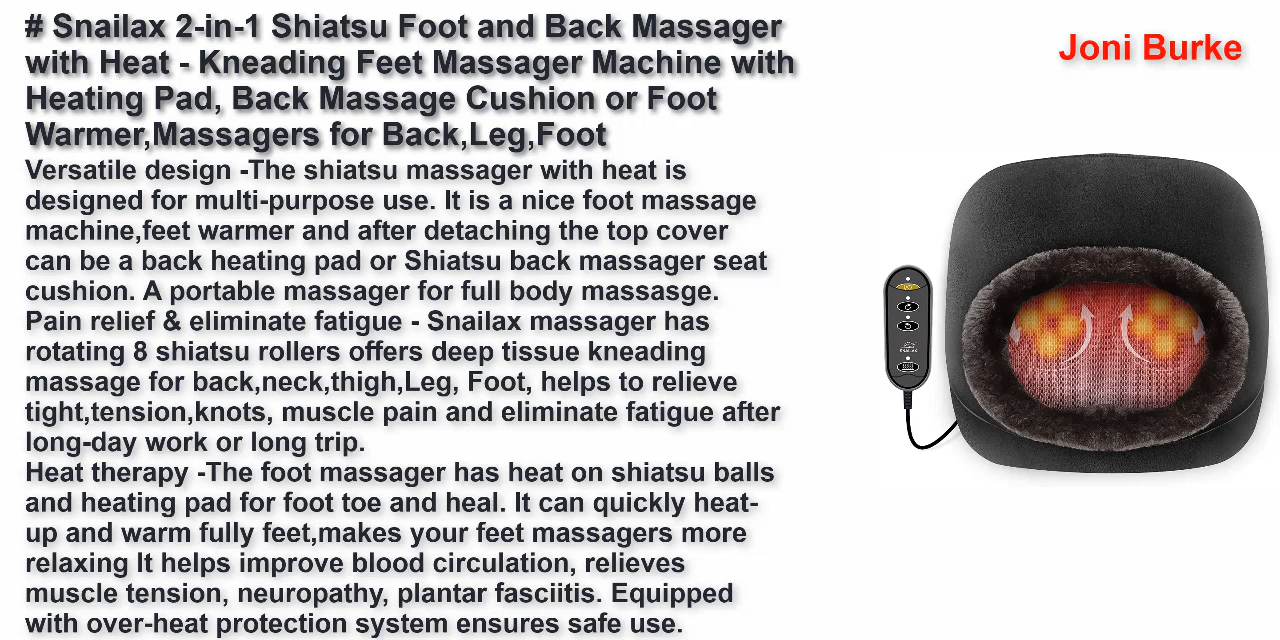 # Snailax 2-in-1 Shiatsu Foot and Back Massager
with Heat - Kneading Feet Massager Machine with
Heating Pad, Back Massage Cushion or Foot
Warmer,Massagers for Back,Leg,Foot
Versatile design -The shiatsu massager with heat is
designed for multi-purpose use. It is a nice foot massage
machine,feet warmer and after detaching the top cover
can be a back heating pad or Shiatsu back massager seat
cushion. A portable massager for full body massasge.
Pain relief & eliminate fatigue - Snailax massager has
rotating 8 shiatsu rollers offers deep tissue kneading
massage for back,neck,thigh,Leg, Foot, helps to relieve
tight,tension,knots, muscle pain and eliminate fatigue after
long-day work or long trip.
Heat therapy -The foot massager has heat on shiatsu balls
and heating pad for foot toe and heal. It can quickly heat-
up and warm fully feet,makes your feet massagers more
relaxing It helps improve blood circulation, relieves
muscle tension, neuropathy, plantar fasciitis. Equipped
with over-heat protection system ensures safe use.
Joni Burke
SNAILAX